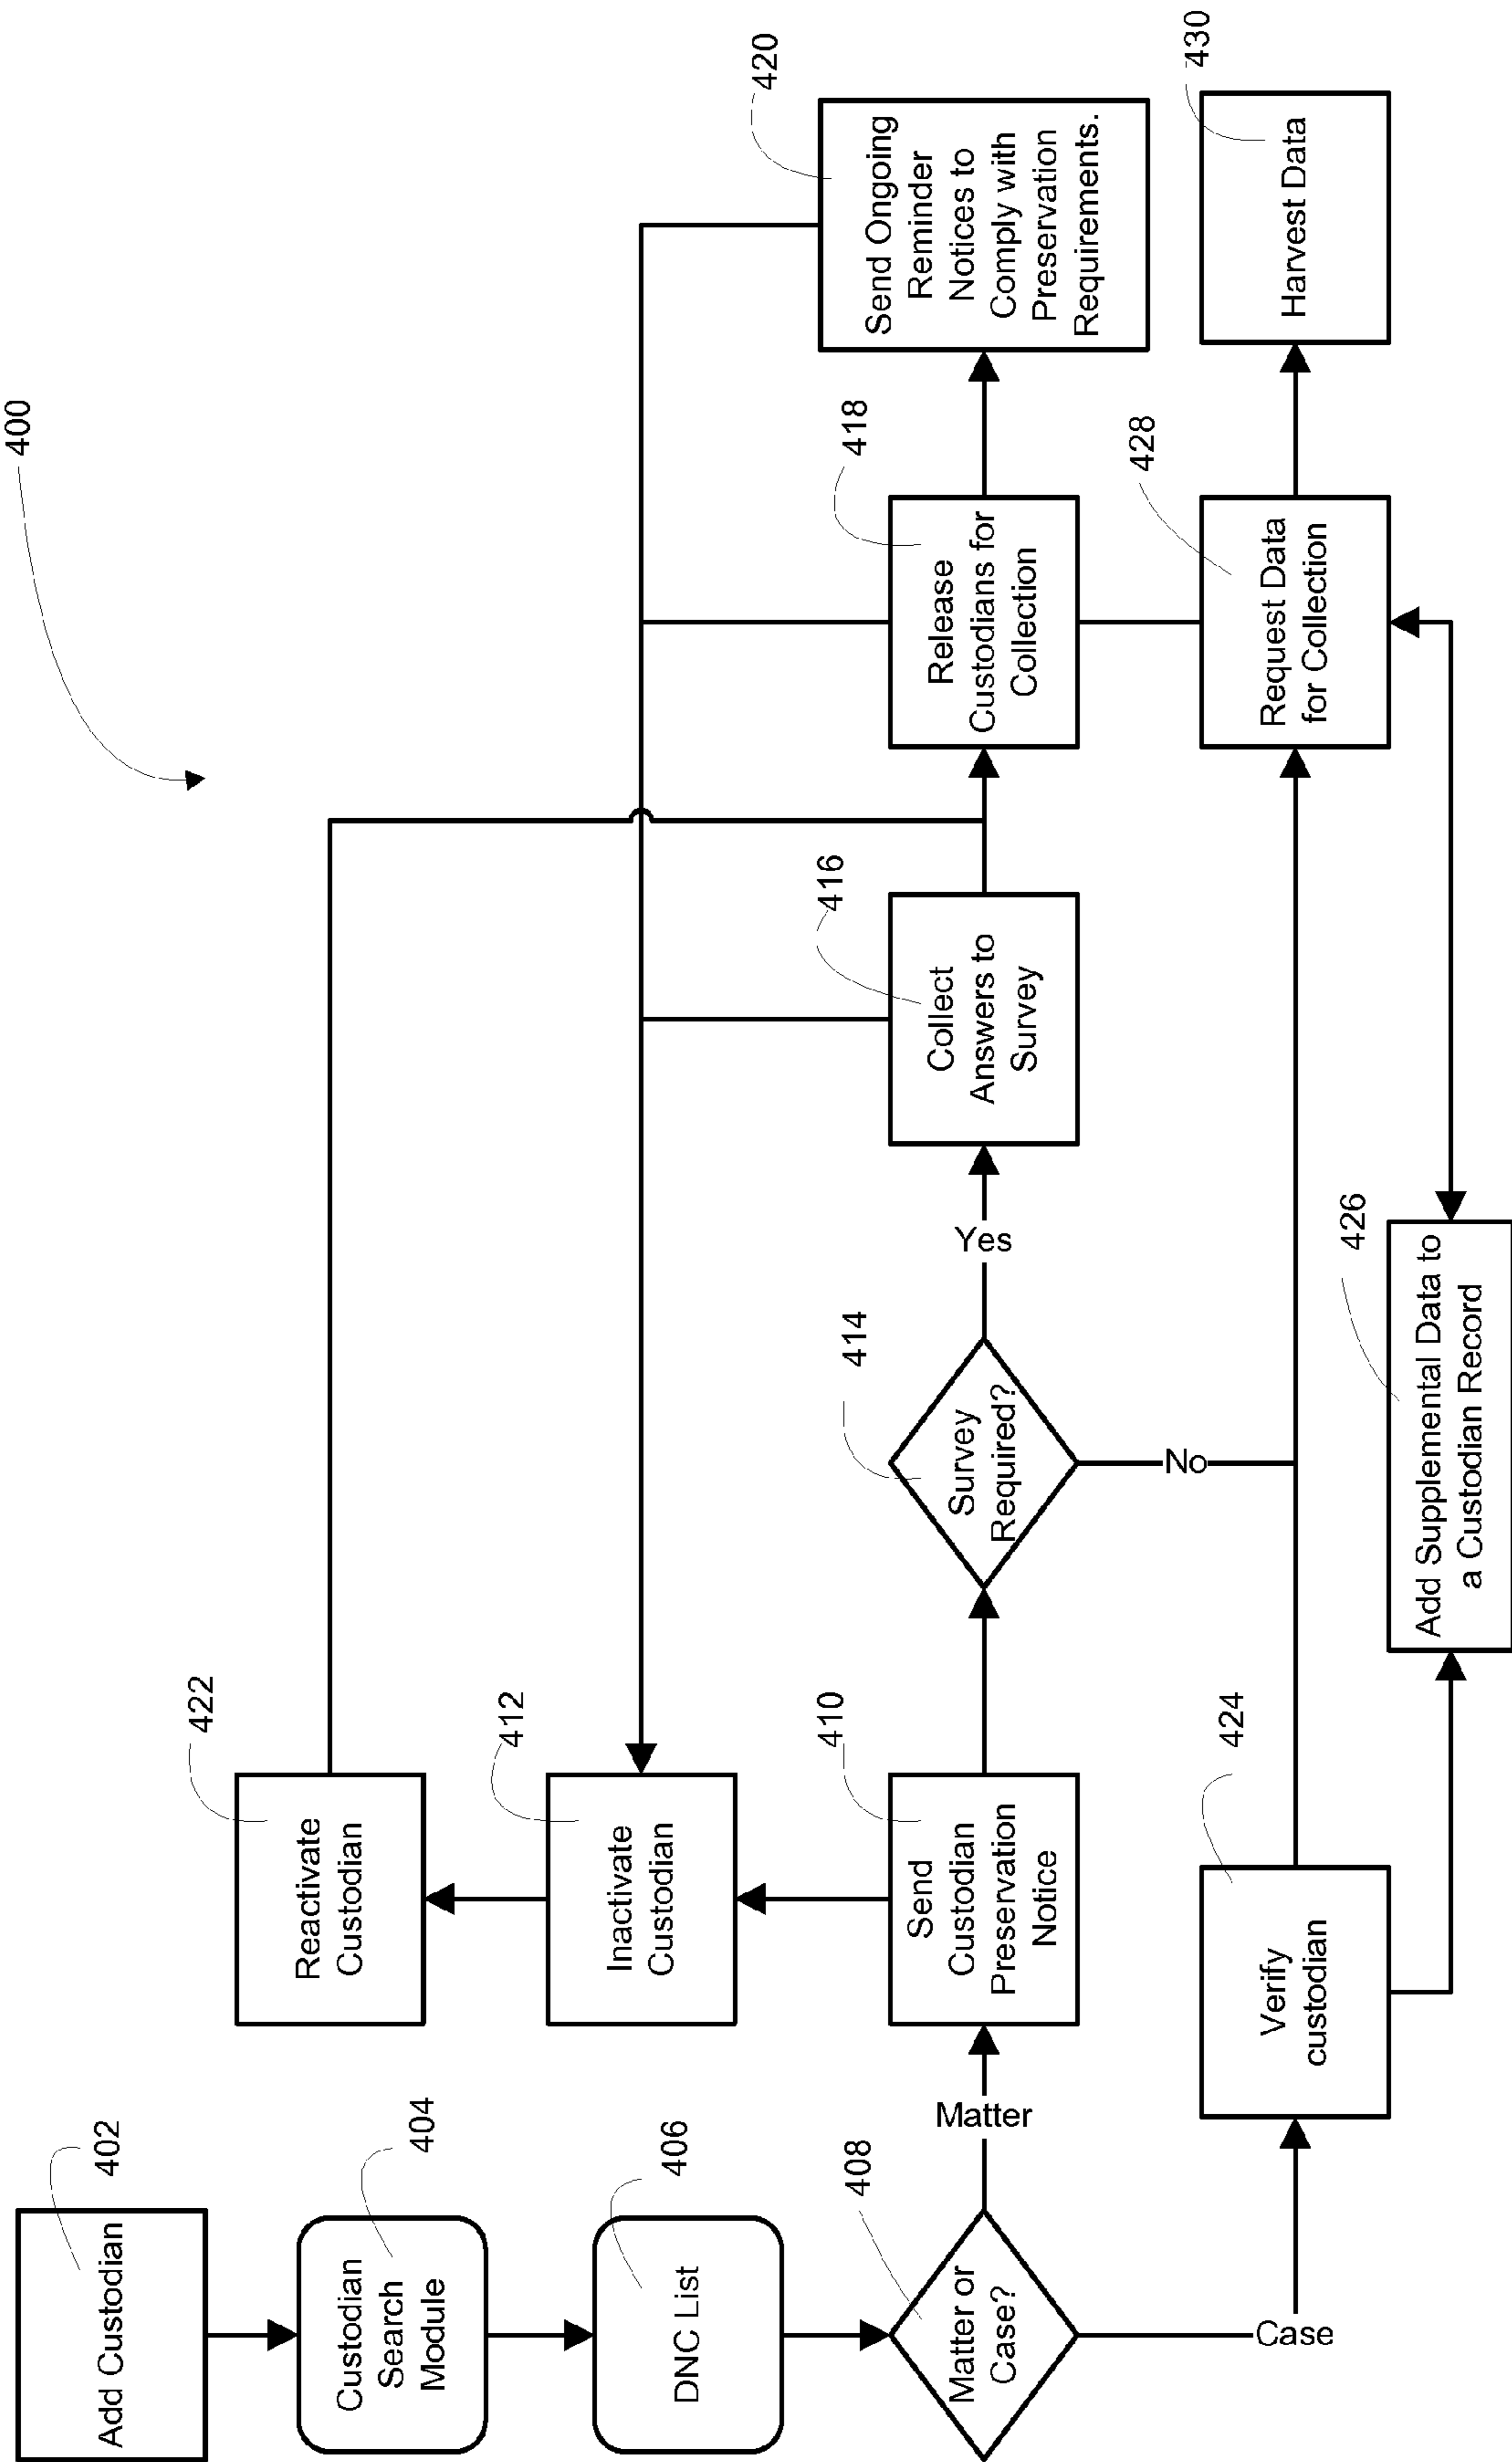 400
402
Add Custodian
404
Custodian
Search
Module
406
DNC List
408
Matter or
Case?
Matter
Case
422
Reactivate
Custodian
412
Inactivate
Custodian
410
Send
Custodian
Preservation
Notice
424
Verify
custodian
414
Survey
Required?
Yes
No
416
Collect
Answers to
Survey
418
Release
Custodians for
Collection
420
Send Ongoing
Reminder
Notices to
Comply with
Preservation
Requirements.
426
Add Supplemental Data to
a Custodian Record
428
Request Data
for Collection
430
Harvest Data